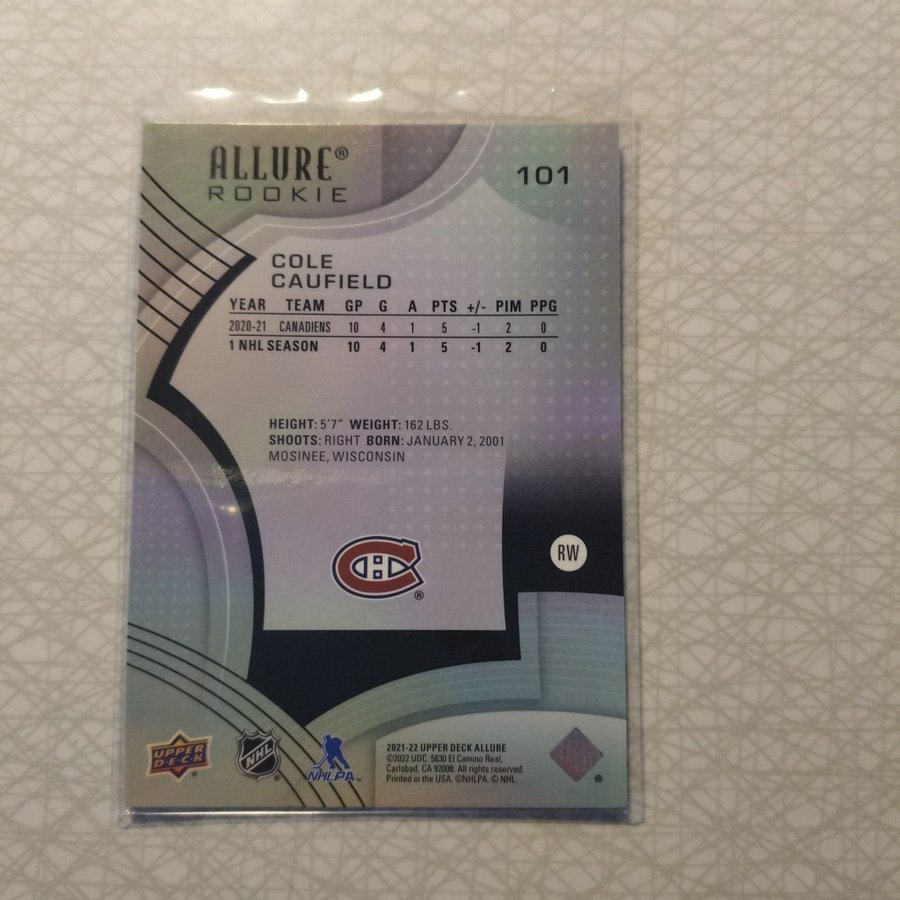 ALLURE®
ROOKIE
101
COLE
CAUFIELD
YEAR TEAM GP G A PTS +/- PIM PPG
2020-21 CANADIENS 10 4 1 5 -1 2 0
1 NHL SEASON 10 4 1 5 -1 2 0
HEIGHT: 5'7" WEIGHT: 162 LBS.
SHOOTS: RIGHT BORN: JANUARY 2, 2001
MOSINEE, WISCONSIN
RW
CH®
UPPER
DECK®
NHL®
NHLPA™
2021-22 UPPER DECK ALLURE
©2022 UDC. 5830 El Camino Real,
Carlsbad, CA 92008. All rights reserved.
Printed in the USA. ©NHLPA. © NHL.
®